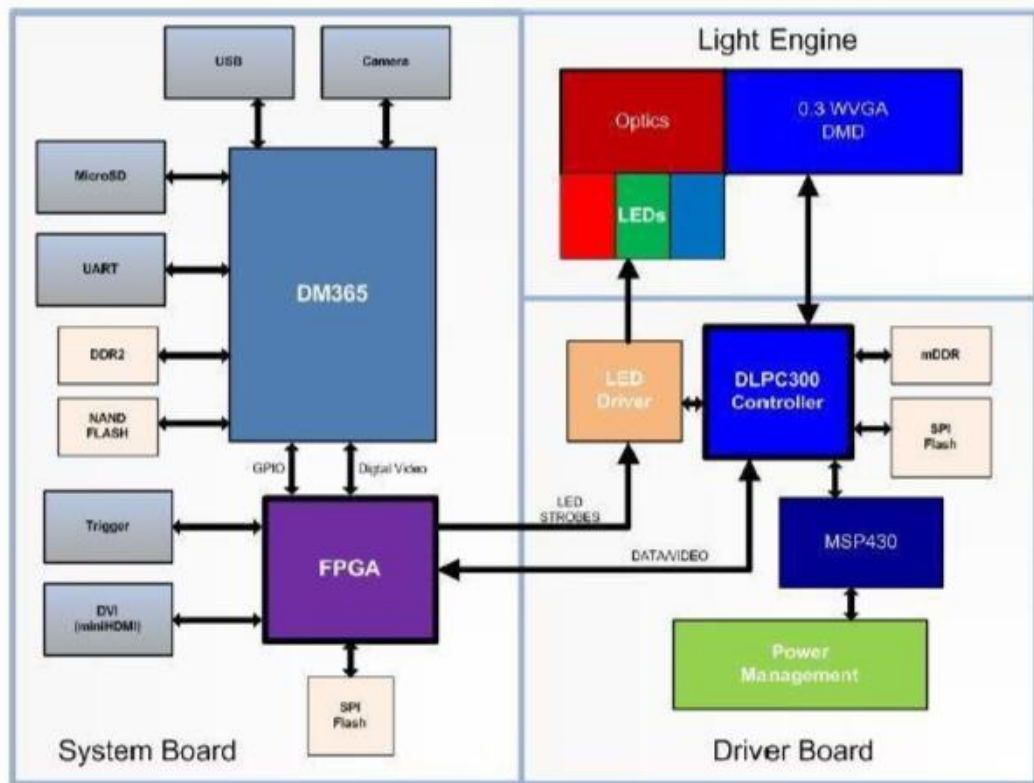 USB
Camera
MicroSD
UART
DDR2
NAND
FLASH
DM365
GPIO
Digtal Video
Trigger
DVI
(miniHDMI)
FPGA
SPI
Flash
System Board
Light Engine
Optics
0.3 WVGA
DMD
LEDs
LED
Driver
DLPC300
Controller
mDDR
SPI
Flash
LED
STROBES
DATA/VIDEO
MSP430
Power
Management
Driver Board